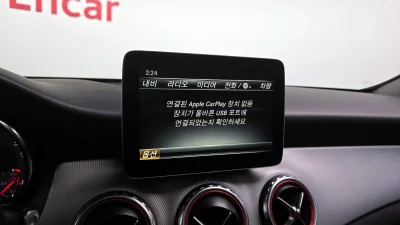 Encar
2:24
내비 라디오 미디어 전화 / 차량
연결된 Apple CarPlay 장치 없음
장치가 올바른 USB 포트에
연결되었는지 확인하세요
옵션